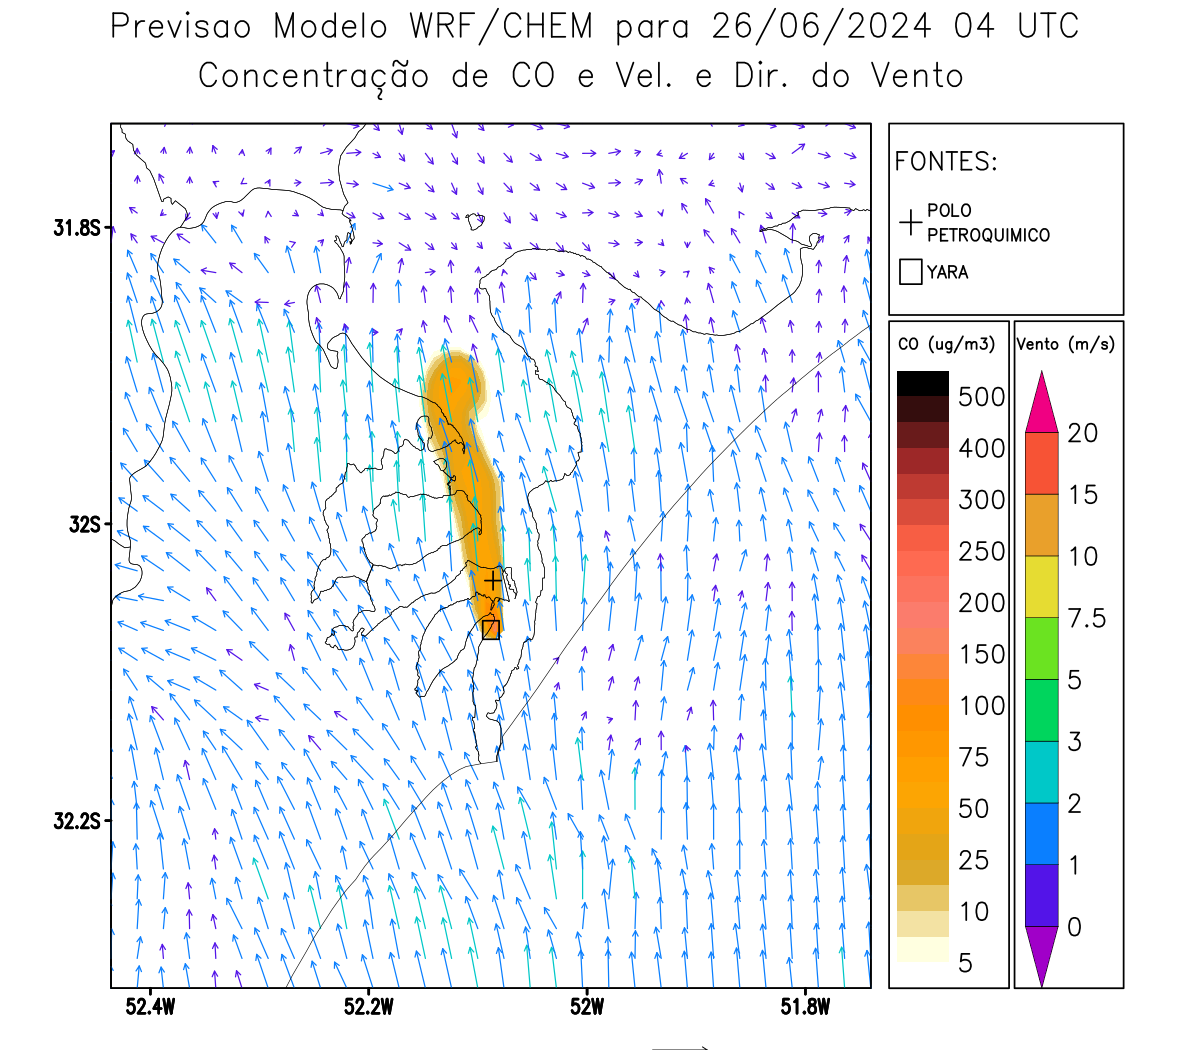 Previsao Modelo WRF/CHEM para 26/06/2024 04 UTC
Concentração de CO e Vel. e Dir. do Vento
FONTES:
POLO
PETROQUIMICO
YARA
CO (ug/m3)
500
400
300
250
200
150
100
75
50
25
10
5
Vento (m/s)
20
15
10
7.5
5
3
2
1
0
31.8S
32S
32.2S
52.4W
52.2W
52W
51.8W